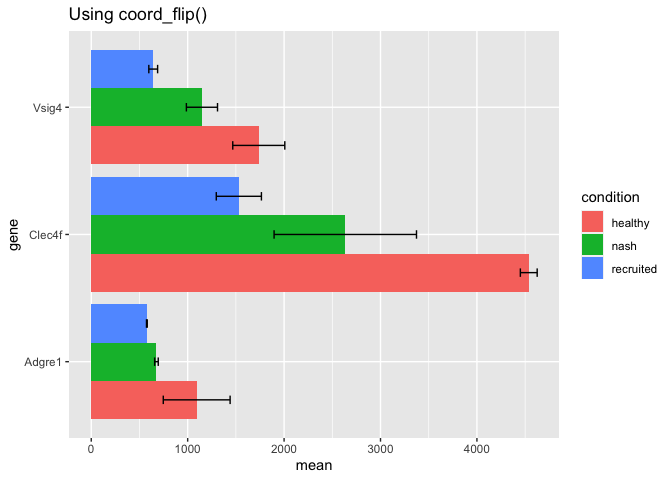 Using coord_flip()
gene
Vsig4
Clec4f
Adgre1
0 1000 2000 3000 4000
mean
condition
healthy
nash
recruited